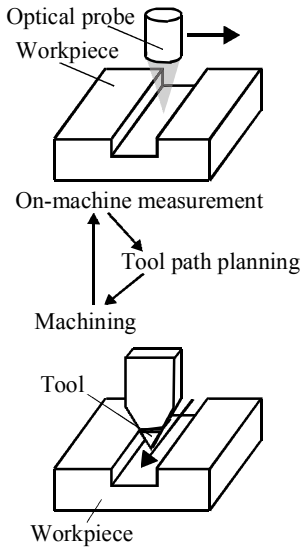 Optical probe
Workpiece
On-machine measurement
Tool path planning
Machining
Tool
Workpiece